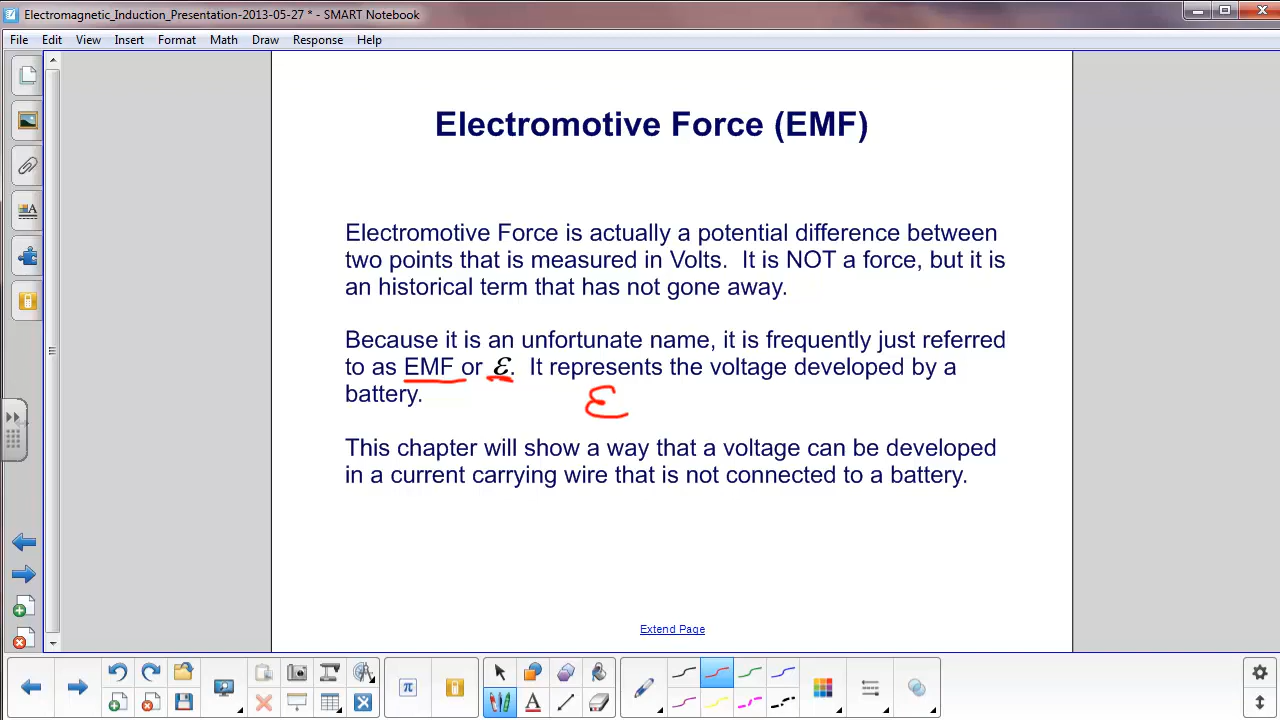 Electromagnetic_Induction_Presentation-2013-05-27 * - SMART Notebook
File Edit View Insert Format Math Draw Response Help
Electromotive Force (EMF)
Electromotive Force is actually a potential difference between
two points that is measured in Volts. It is NOT a force, but it is
an historical term that has not gone away.
Because it is an unfortunate name, it is frequently just referred
to as EMF or ℰ. It represents the voltage developed by a
battery.
ℰ
This chapter will show a way that a voltage can be developed
in a current carrying wire that is not connected to a battery.
Extend Page